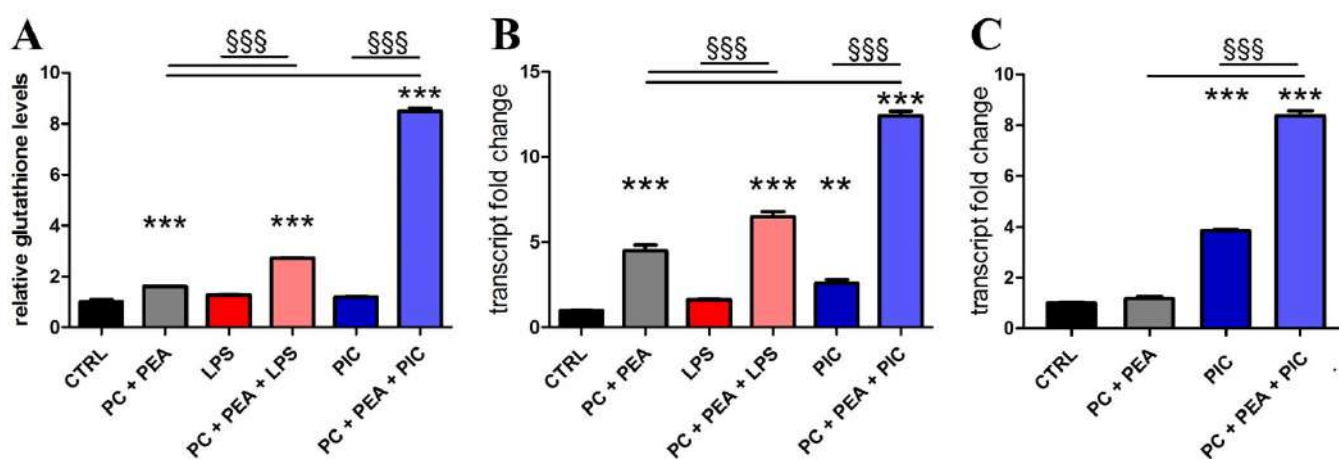 A
§§§
§§§
relative glutathione levels
10
8
6
4
2
0
***
***
***
CTRL
PC + PEA
LPS
PC + PEA + LPS
PIC
PC + PEA + PIC
B
§§§
§§§
transcript fold change
15
10
5
0
***
***
**
***
CTRL
PC + PEA
LPS
PC + PEA + LPS
PIC
PC + PEA + PIC
C
§§§
transcript fold change
10
8
6
4
2
0
***
***
CTRL
PC + PEA
PIC
PC + PEA + PIC
.